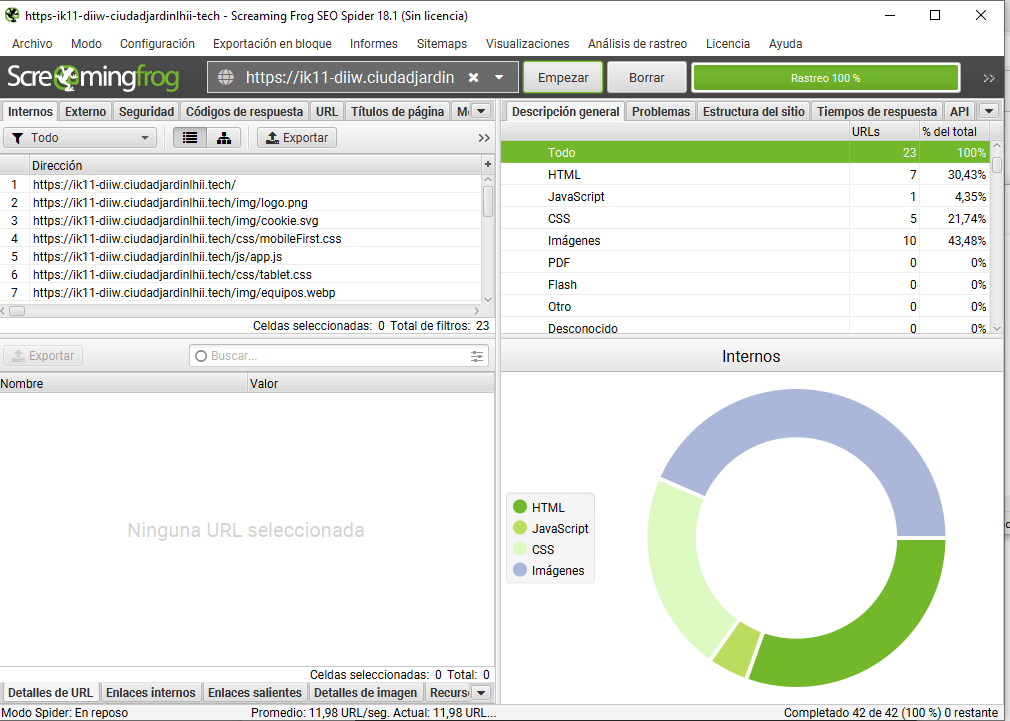 https-ik11-diiw-ciudadjardinlhii-tech - Screaming Frog SEO Spider 18.1 (Sin licencia)
Archivo Modo Configuración Exportación en bloque Informes Sitemaps Visualizaciones Análisis de rastreo Licencia Ayuda
Screamingfrog https://ik11-diiw.ciudadjardin Empezar Borrar Rastreo 100 %
Internos Externo Seguridad Códigos de respuesta URL Títulos de página
Todo Exportar
Dirección
1 https://ik11-diiw.ciudadjardinlhii.tech/
2 https://ik11-diiw.ciudadjardinlhii.tech/img/logo.png
3 https://ik11-diiw.ciudadjardinlhii.tech/img/cookie.svg
4 https://ik11-diiw.ciudadjardinlhii.tech/css/mobileFirst.css
5 https://ik11-diiw.ciudadjardinlhii.tech/js/app.js
6 https://ik11-diiw.ciudadjardinlhii.tech/css/tablet.css
7 https://ik11-diiw.ciudadjardinlhii.tech/img/equipos.webp
Celdas seleccionadas: 0 Total de filtros: 23
Exportar Buscar...
Nombre Valor
Ninguna URL seleccionada
Celdas seleccionadas: 0 Total: 0
Detalles de URL Enlaces internos Enlaces salientes Detalles de imagen Recurs
Descripción general Problemas Estructura del sitio Tiempos de respuesta API
URLs % del total
Todo 23 100%
HTML 7 30,43%
JavaScript 1 4,35%
CSS 5 21,74%
Imágenes 10 43,48%
PDF 0 0%
Flash 0 0%
Otro 0 0%
Desconocido 0 0%
Internos
HTML
JavaScript
CSS
Imágenes
Modo Spider: En reposo Promedio: 11,98 URL/seg. Actual: 11,98 URL... Completado 42 de 42 (100 %) 0 restante